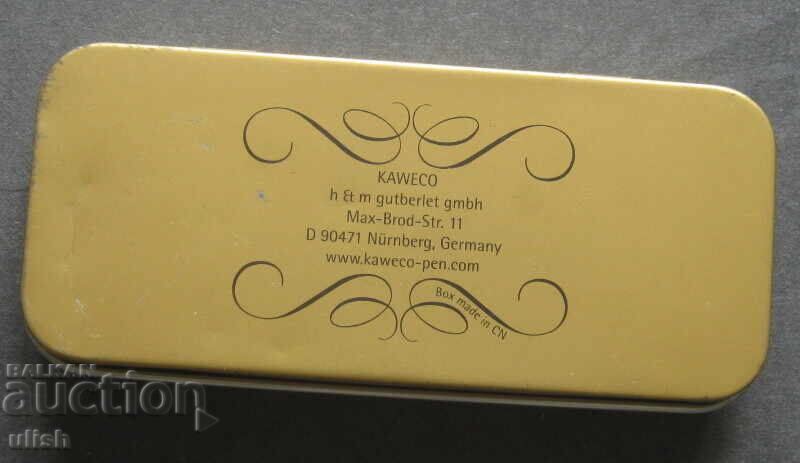 KAWECO
h & m gutberlet gmbh
Max-Brod-Str. 11
D 90471 Nürnberg, Germany
www.kaweco-pen.com
Box made in CN
BALKAN
auction
ulish